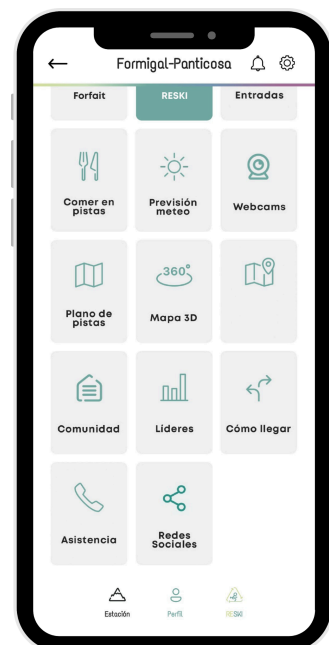 Formigal-Panticosa
Forfait
RESKI
Entradas
Comer en
pistas
Previsión
meteo
Webcams
Plano de
pistas
360°
Mapa 3D
Comunidad
Líderes
Cómo llegar
Asistencia
Redes
Sociales
Estación
Perfil
RESKI